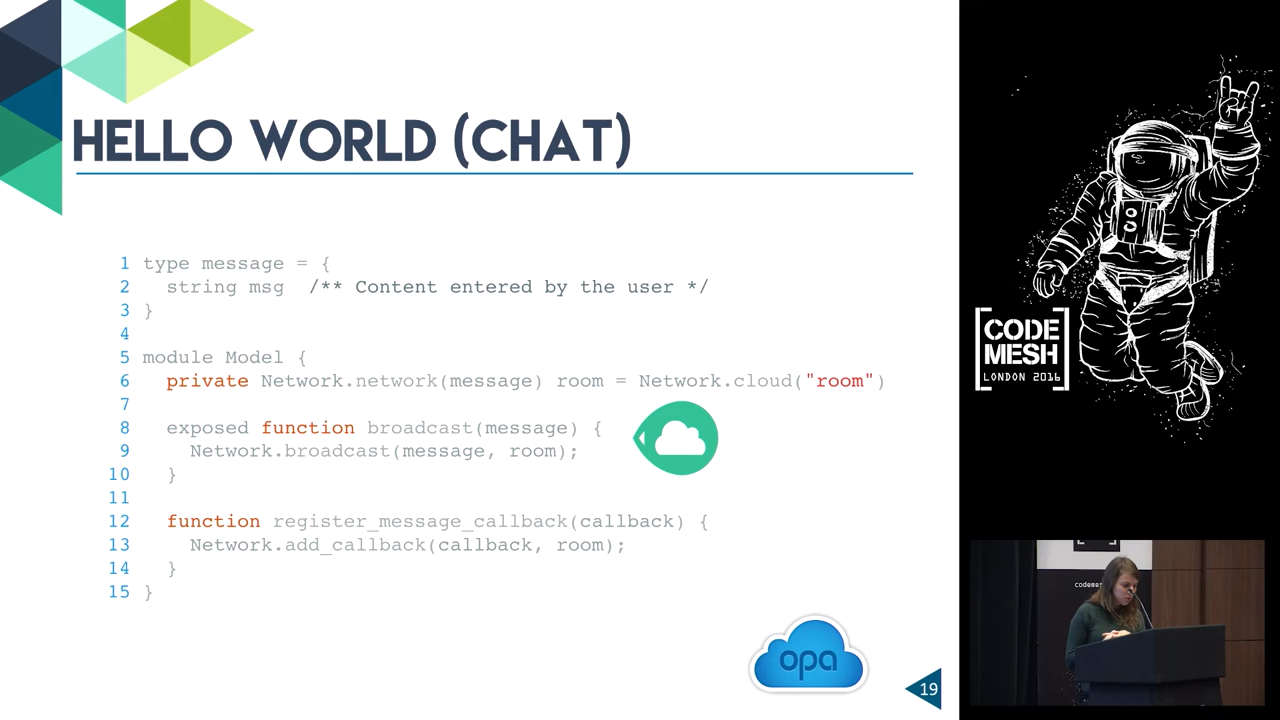 HELLO WORLD (CHAT)
1 type message = {
2 string msg /** Content entered by the user */
3 }
4
5 module Model {
6 private Network.network(message) room = Network.cloud("room")
7
8 exposed function broadcast(message) {
9 Network.broadcast(message, room);
10 }
11
12 function register_message_callback(callback) {
13 Network.add_callback(callback, room);
14 }
15 }
opa
19
CODE
MESH
LONDON 2016
codemes